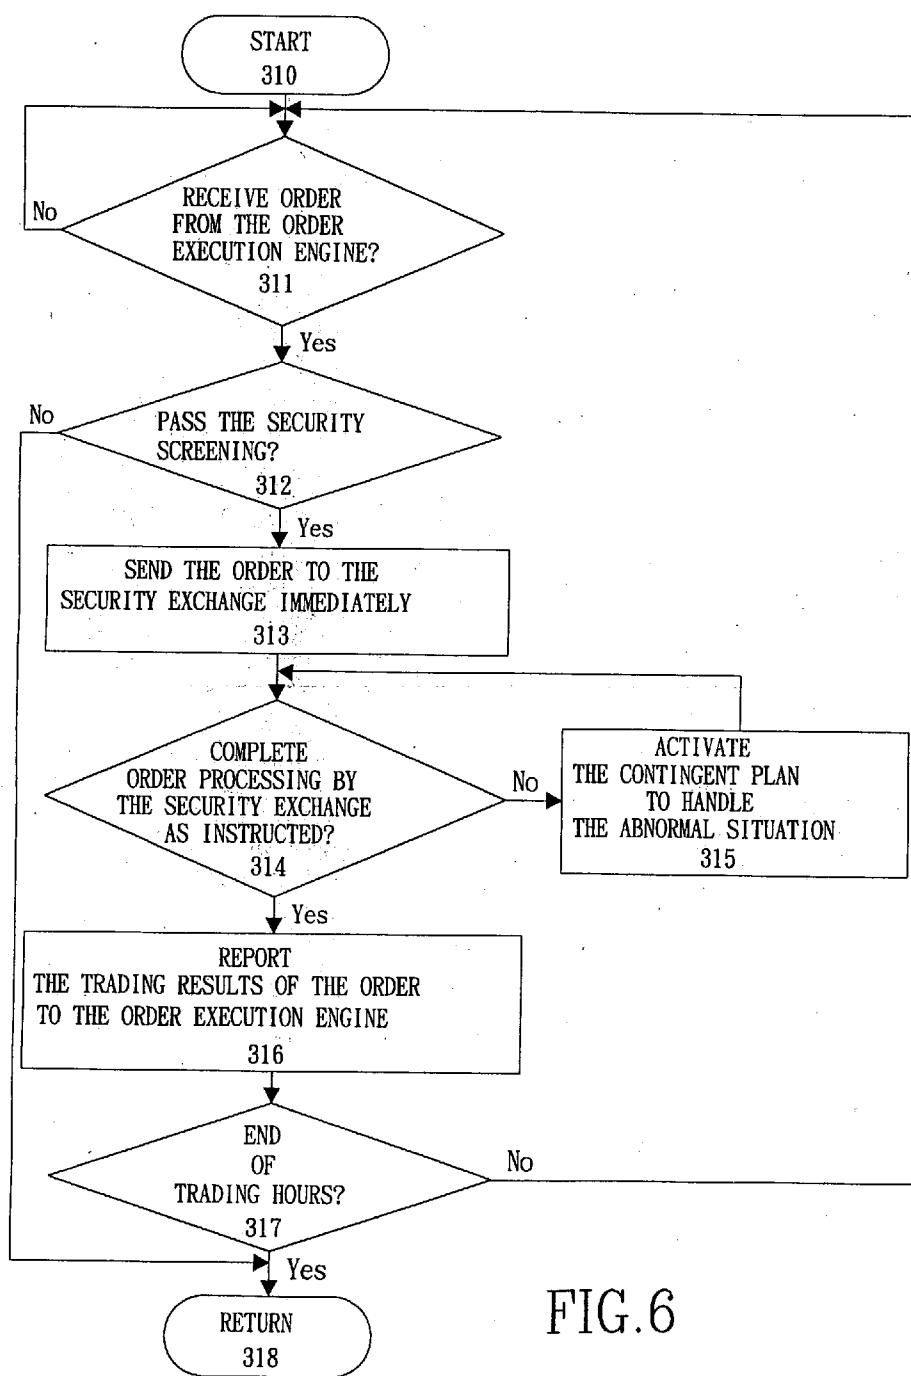 START
310
RECEIVE ORDER
FROM THE ORDER
EXECUTION ENGINE?
311
No
Yes
No
PASS THE SECURITY
SCREENING?
312
Yes
SEND THE ORDER TO THE
SECURITY EXCHANGE IMMEDIATELY
313
COMPLETE
ORDER PROCESSING BY
THE SECURITY EXCHANGE
AS INSTRUCTED?
314
No
ACTIVATE
THE CONTINGENT PLAN
TO HANDLE
THE ABNORMAL SITUATION
315
Yes
REPORT
THE TRADING RESULTS OF THE ORDER
TO THE ORDER EXECUTION ENGINE
316
END
OF
TRADING HOURS?
317
No
Yes
RETURN
318
FIG.6